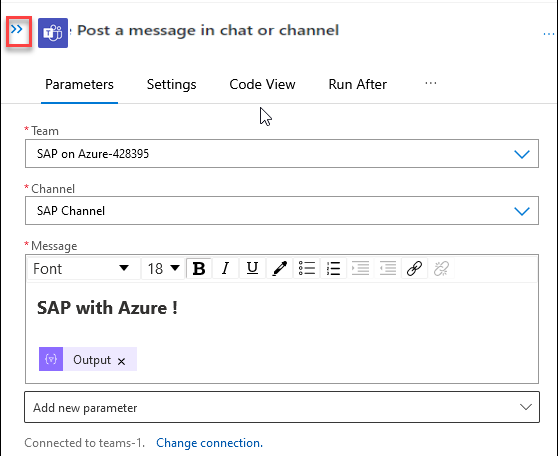 Post a message in chat or channel
Parameters Settings Code View Run After
* Team
SAP on Azure-428395
* Channel
SAP Channel
* Message
Font 18 B I U
SAP with Azure !
Output
Add new parameter
Connected to teams-1. Change connection.